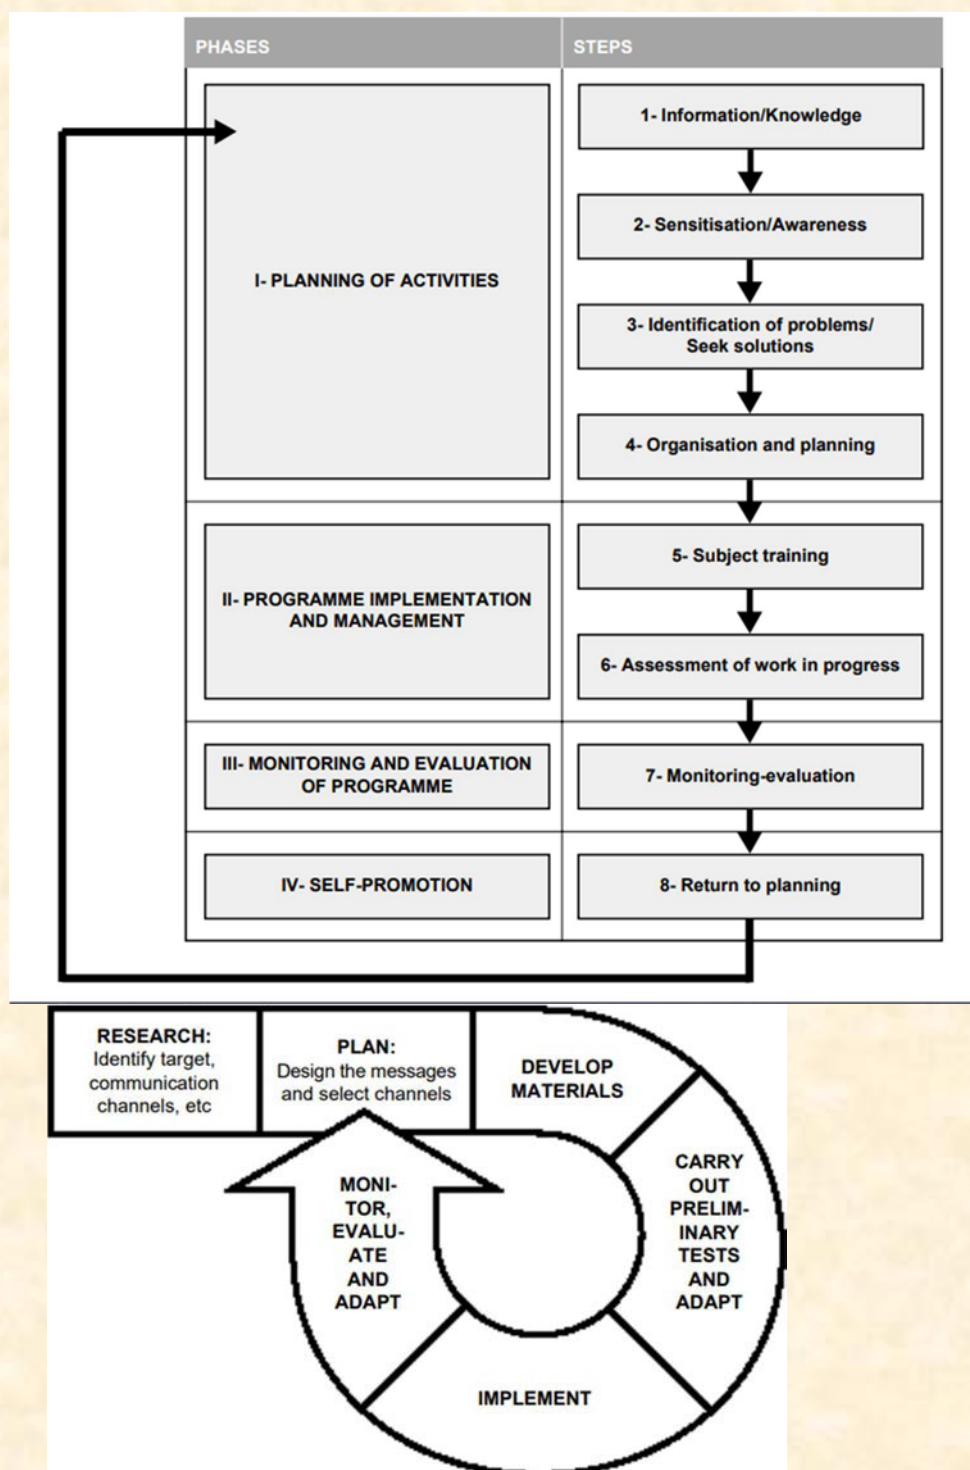 PHASES
STEPS
I- PLANNING OF ACTIVITIES
1- Information/Knowledge
2- Sensitisation/Awareness
3- Identification of problems/
Seek solutions
4- Organisation and planning
II- PROGRAMME IMPLEMENTATION
AND MANAGEMENT
5- Subject training
6- Assessment of work in progress
III- MONITORING AND EVALUATION
OF PROGRAMME
7- Monitoring-evaluation
IV- SELF-PROMOTION
8- Return to planning
RESEARCH:
Identify target,
communication
channels, etc
PLAN:
Design the messages
and select channels
DEVELOP
MATERIALS
CARRY
OUT
PRELIM-
INARY
TESTS
AND
ADAPT
IMPLEMENT
MONI-
TOR,
EVALU-
ATE
AND
ADAPT